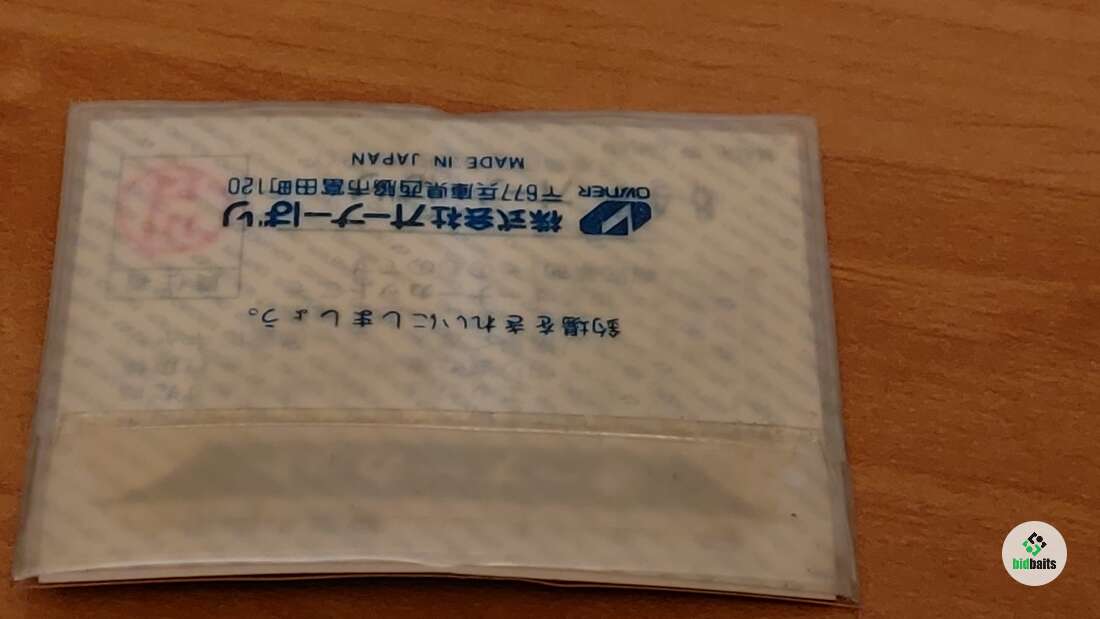 釣場をきれいにしましょう。
OWNER
株式会社オーナーばり
〒677兵庫県西脇市富田町120
MADE IN JAPAN
bidbaits